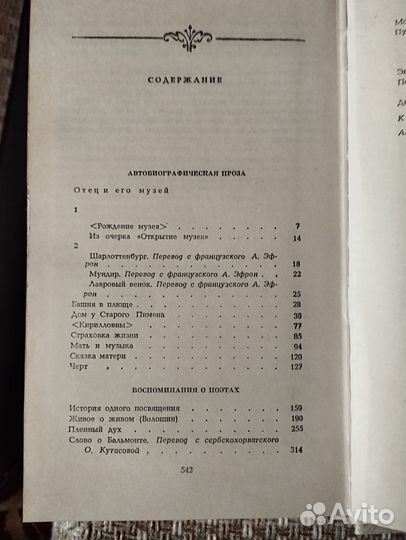 СОДЕРЖАНИЕ
АВТОБИОГРАФИЧЕСКАЯ ПРОЗА
Отец и его музей
1
<Рождение музея> . . . . . . . 7
Из очерка «Открытие музея» . . . . . 14
2
Шарлоттенбург. Перевод с французского А. Эф-
рон . . . . . . . . . . . 18
Мундир. Перевод с французского А. Эфрон . . 22
Лавровый венок. Перевод с французского А. Эф-
рон . . . . . . . . . . . 25
Башня в плюще . . . . . . . . . 28
Дом у Старого Пимена . . . . . . . 38
<Кирилловны> . . . . . . . . . 77
Страховка жизни . . . . . . . . . 85
Мать и музыка . . . . . . . . . 94
Сказка матери . . . . . . . . . 120
Черт . . . . . . . . . . . 127
ВОСПОМИНАНИЯ О ПОЭТАХ
История одного посвящения . . . . . . 159
Живое о живом (Волошин) . . . . . . 190
Пленный дух . . . . . . . . . 255
Слово о Бальмонте. Перевод с сербскохорватского
О. Кутасовой . . . . . . . . . 314
542
Avito